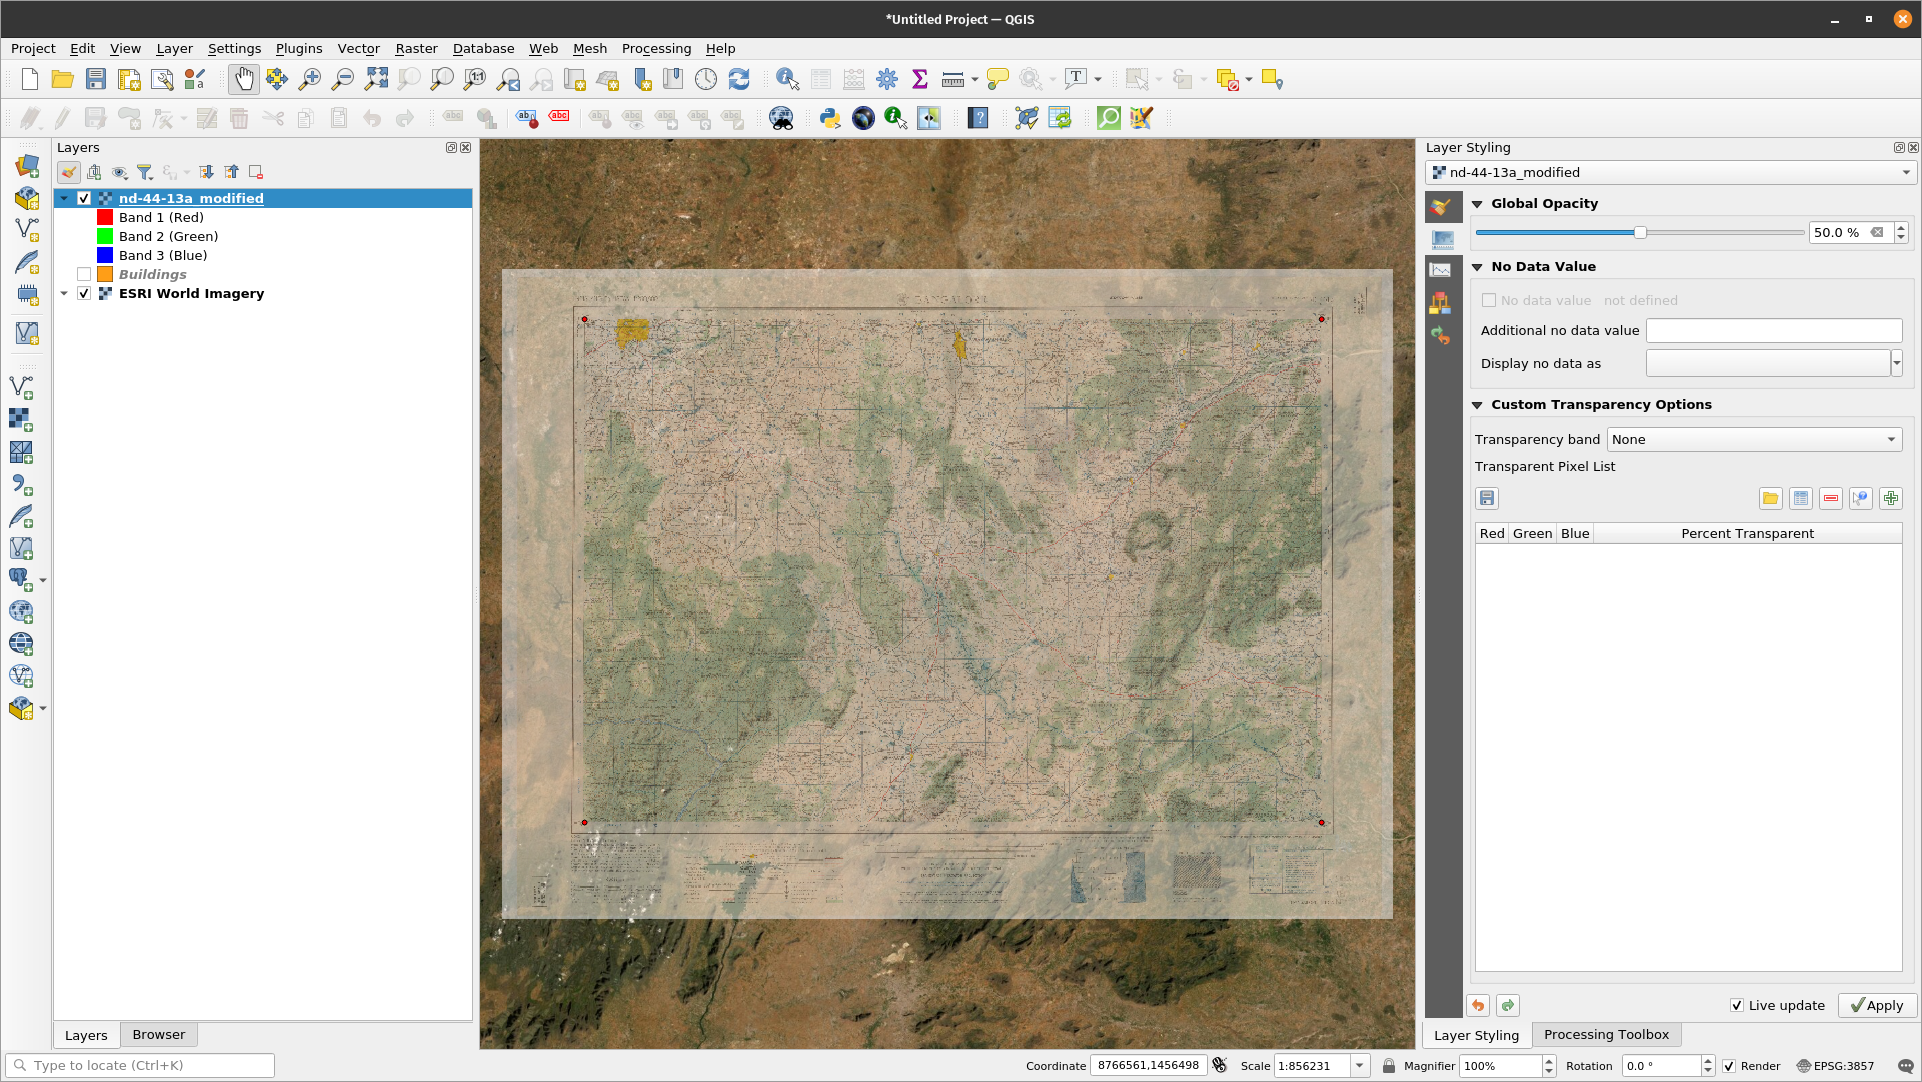 *Untitled Project — QGIS
Project Edit View Layer Settings Plugins Vector Raster Database Web Mesh Processing Help
Layers
nd-44-13a_modified
Band 1 (Red)
Band 2 (Green)
Band 3 (Blue)
Buildings
ESRI World Imagery
BANGALORE
Layers Browser
Layer Styling
nd-44-13a_modified
Global Opacity
50.0 %
No Data Value
No data value not defined
Additional no data value
Display no data as
Custom Transparency Options
Transparency band None
Transparent Pixel List
Red Green Blue Percent Transparent
Live update Apply
Layer Styling Processing Toolbox
Type to locate (Ctrl+K) Coordinate 8766561,1456498 Scale 1:856231 Magnifier 100% Rotation 0.0 ° Render EPSG:3857